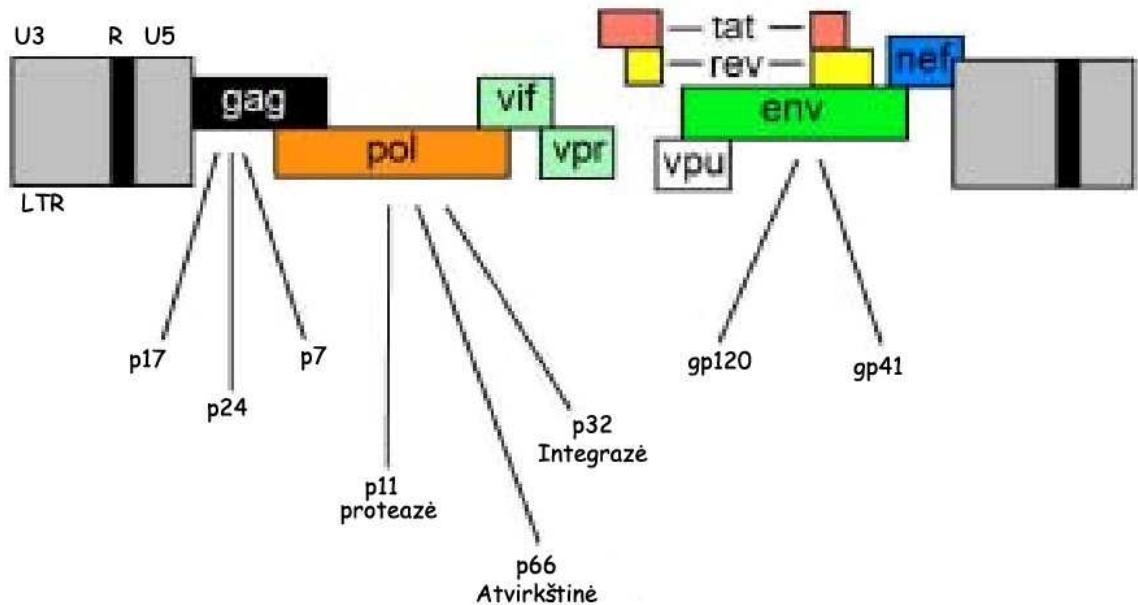 U3 R U5
LTR
gag
pol
vif
vpr
tat
rev
vpu
env
nef
p17
p24
p7
p11
proteazė
p66
Atvirkštinė
p32
Integrazė
gp120
gp41